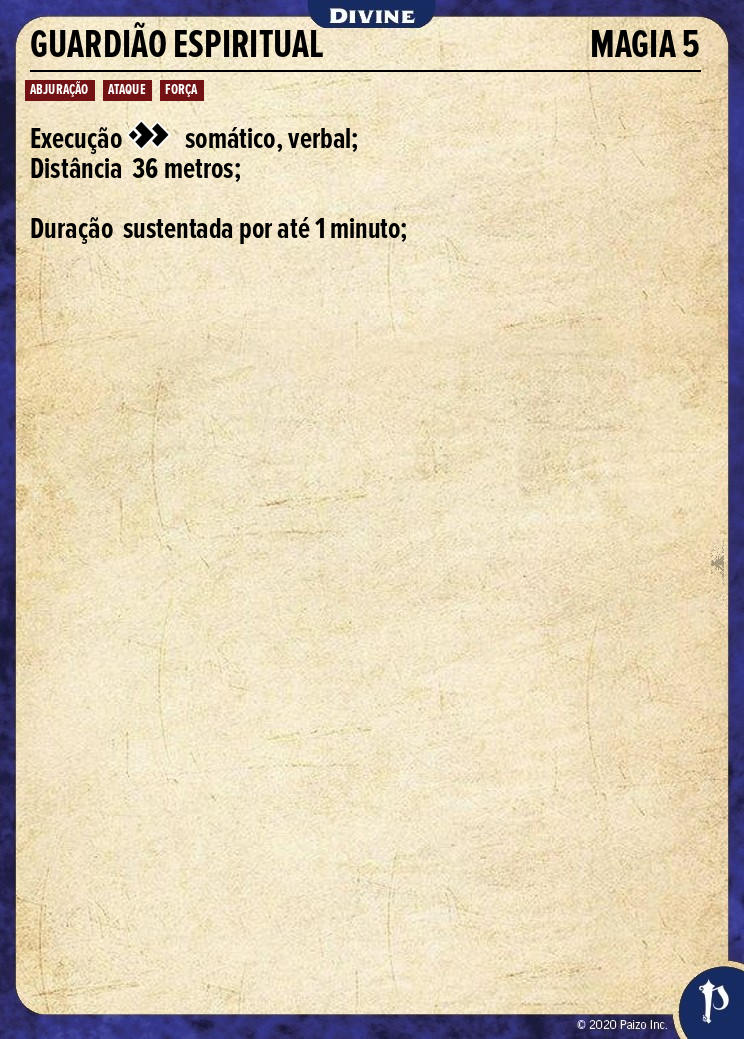 DIVINE
GUARDIÃO ESPIRITUAL MAGIA 5
ABJURAÇÃO ATAQUE FORÇA
Execução somático, verbal;
Distância 36 metros;
Duração sustentada por até 1 minuto;
© 2020 Paizo Inc.